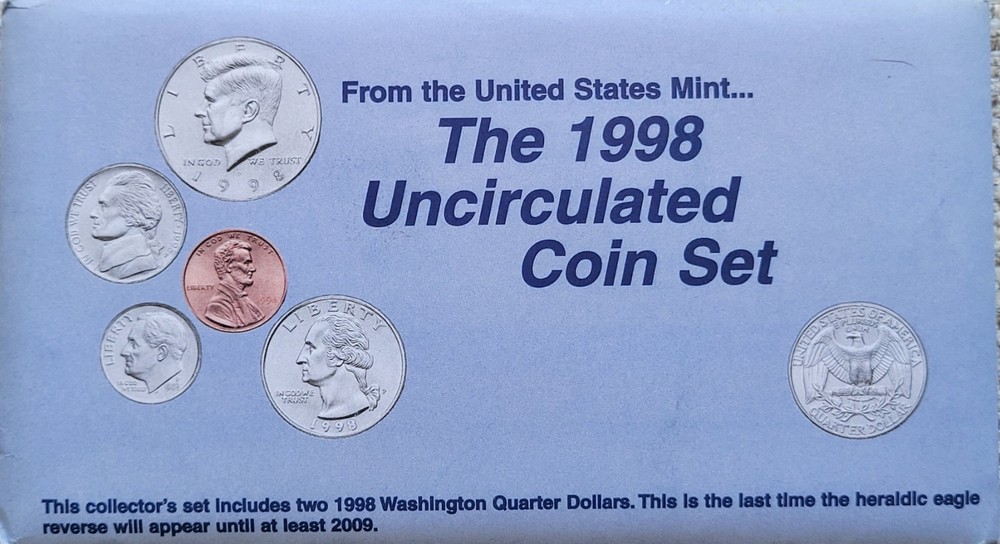 From the United States Mint...
The 1998
Uncirculated
Coin Set
LIBERTY
IN GOD WE TRUST
1998
IN GOD WE TRUST
LIBERTY
IN GOD WE TRUST
LIBERTY
LIBERTY
LIBERTY
IN GOD WE
TRUST
1998
UNITED STATES OF AMERICA
QUARTER DOLLAR
This collector's set includes two 1998 Washington Quarter Dollars. This is the last time the heraldic eagle
reverse will appear until at least 2009.